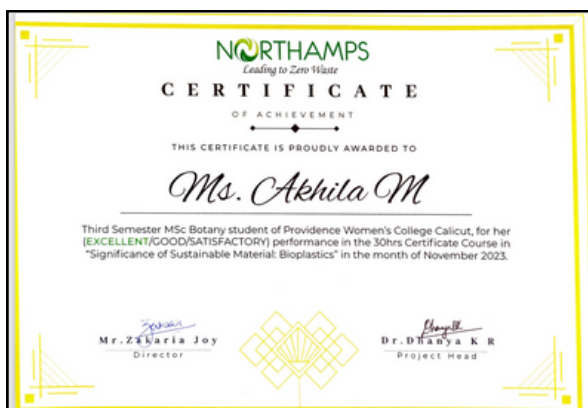 NORTHAMPS
Leading to Zero Waste
CERTIFICATE
OF ACHIEVEMENT
THIS CERTIFICATE IS PROUDLY AWARDED TO
Ms. Akhila M
Third Semester MSc Botany student of Providence Women's College Calicut, for her
(EXCELLENT/GOOD/SATISFACTORY) performance in the 30hrs Certificate Course in
"Significance of Sustainable Material: Bioplastics" in the month of November 2023.
Mr.Zakaria Joy
Director
Dr.Dhanya K R
Project Head